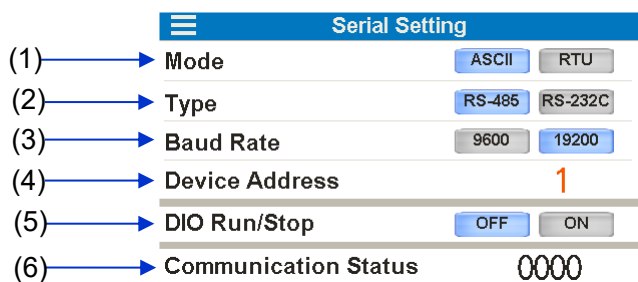 Serial Setting
(1) Mode ASCII RTU
(2) Type RS-485 RS-232C
(3) Baud Rate 9600 19200
(4) Device Address 1
(5) DIO Run/Stop OFF ON
(6) Communication Status 0000